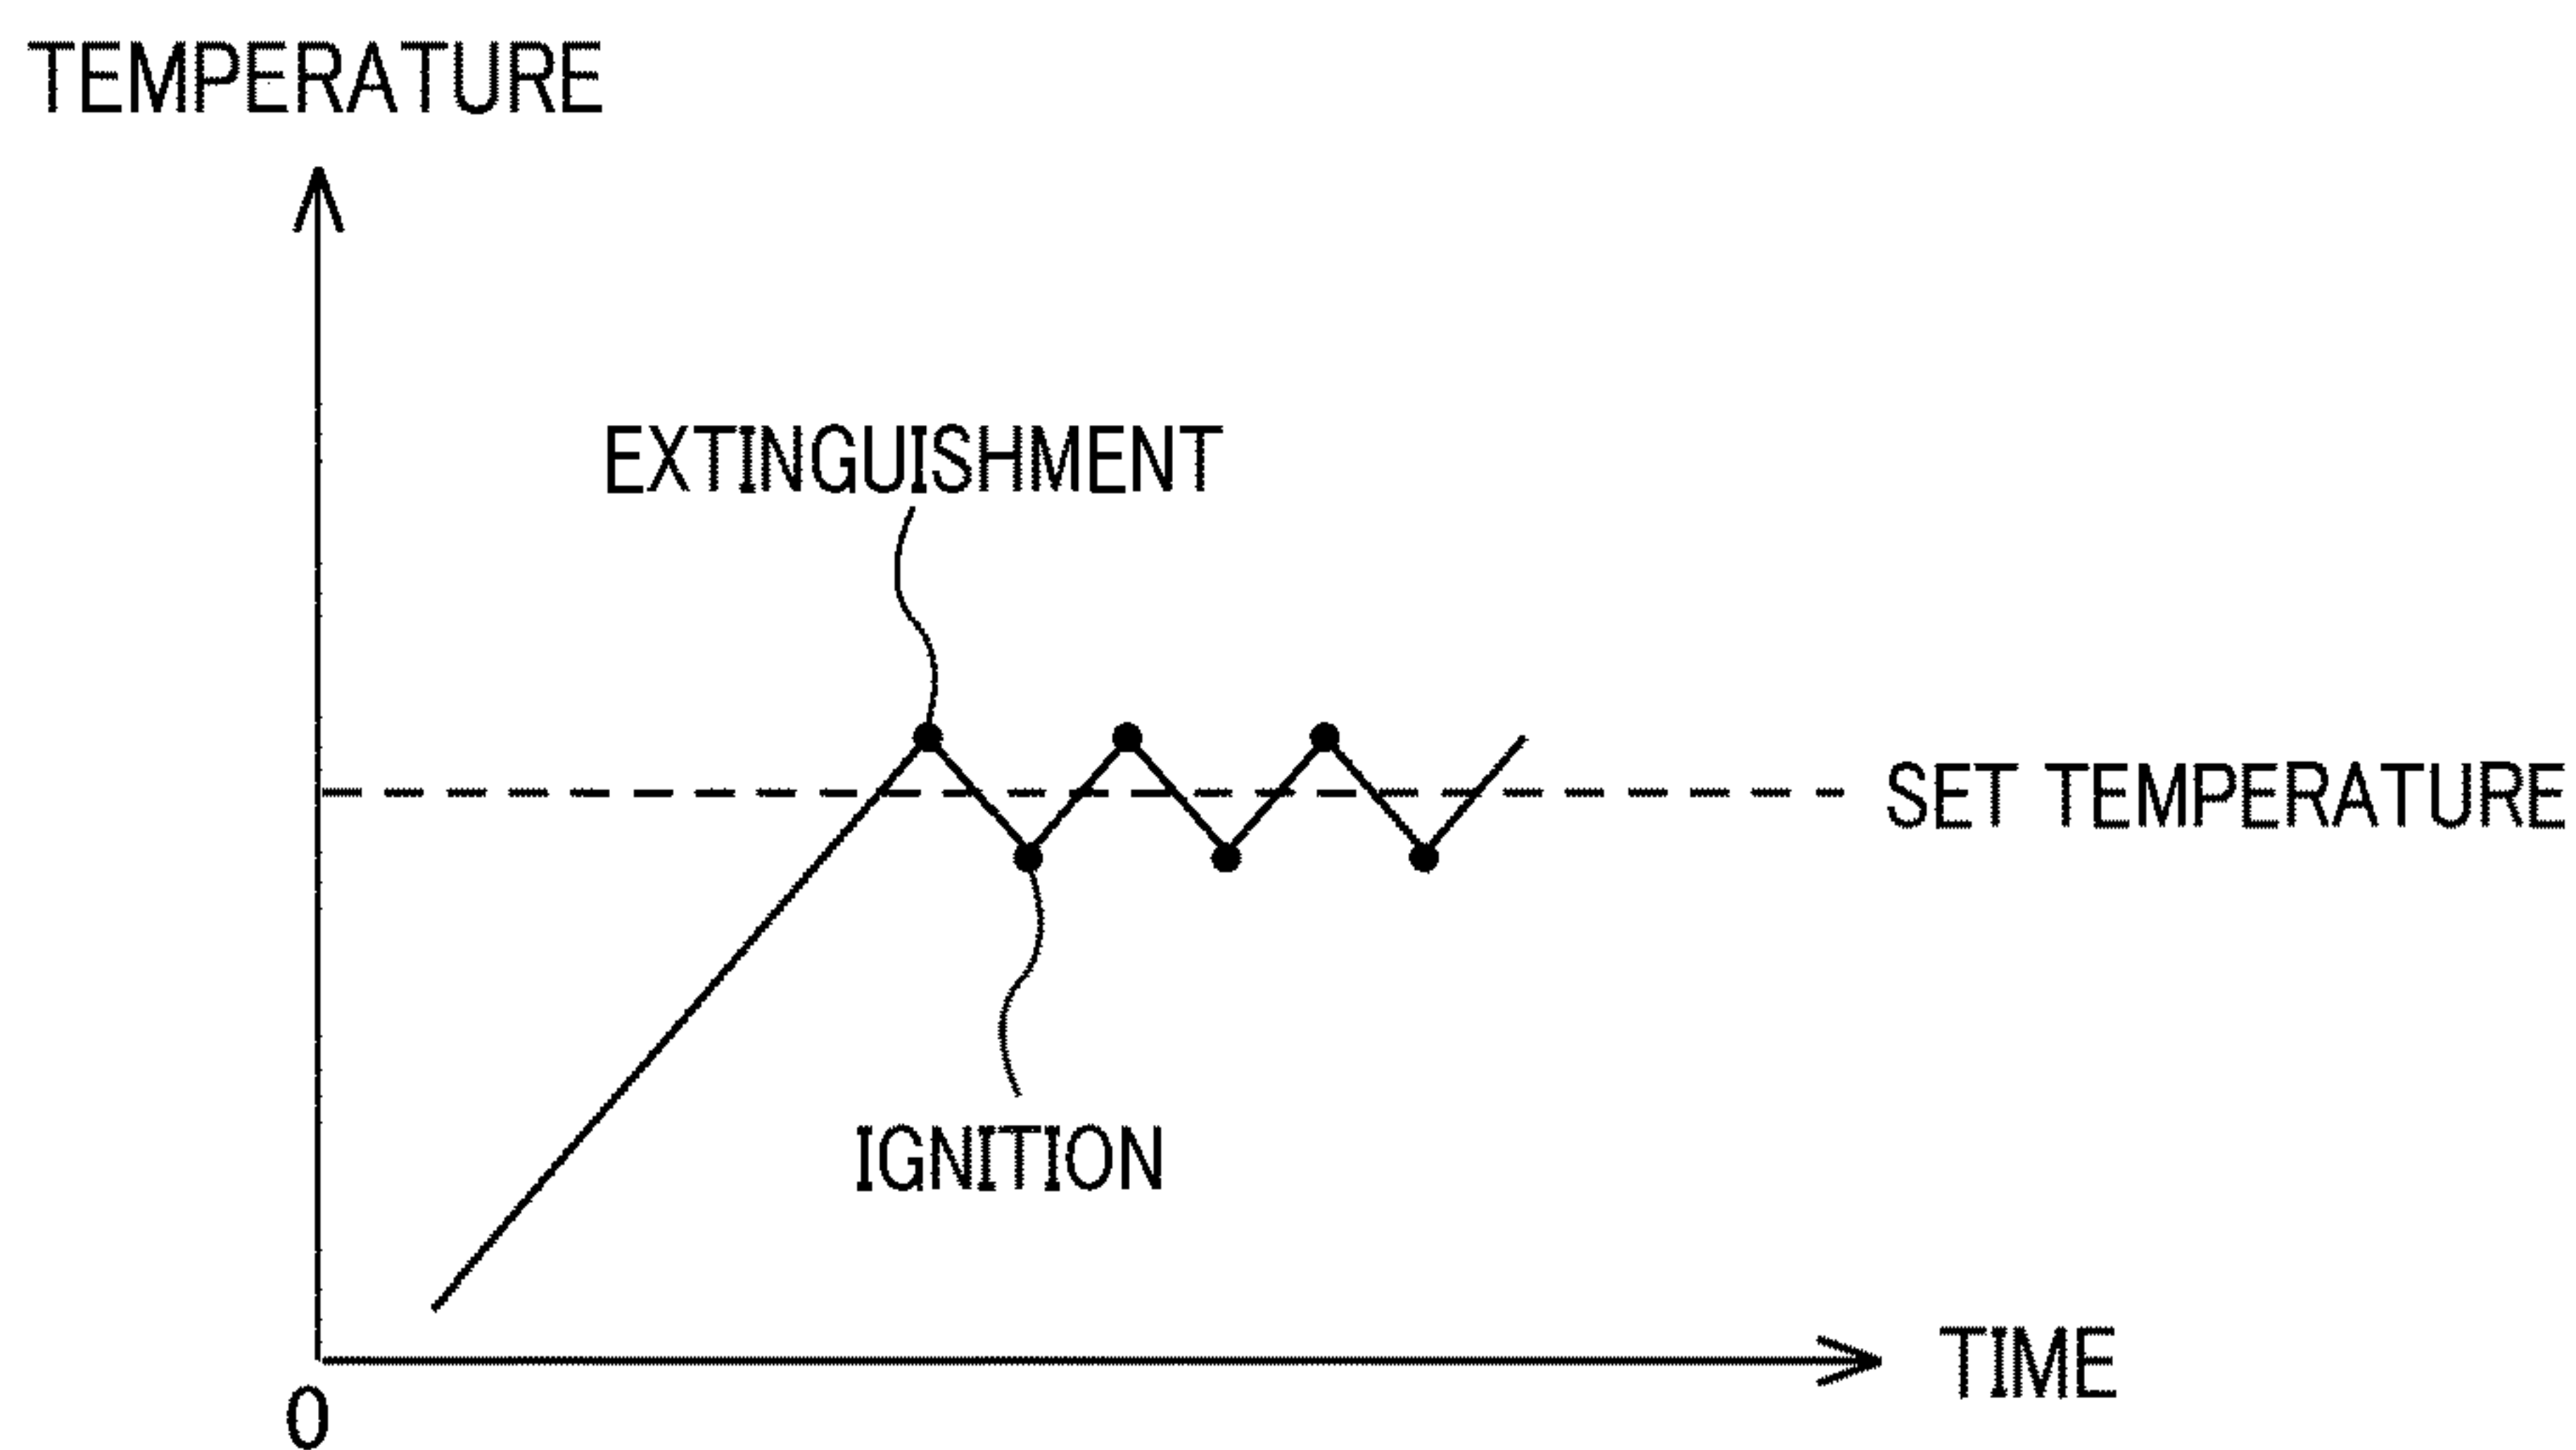 TEMPERATURE
EXTINGUISHMENT
SET TEMPERATURE
IGNITION
TIME
0